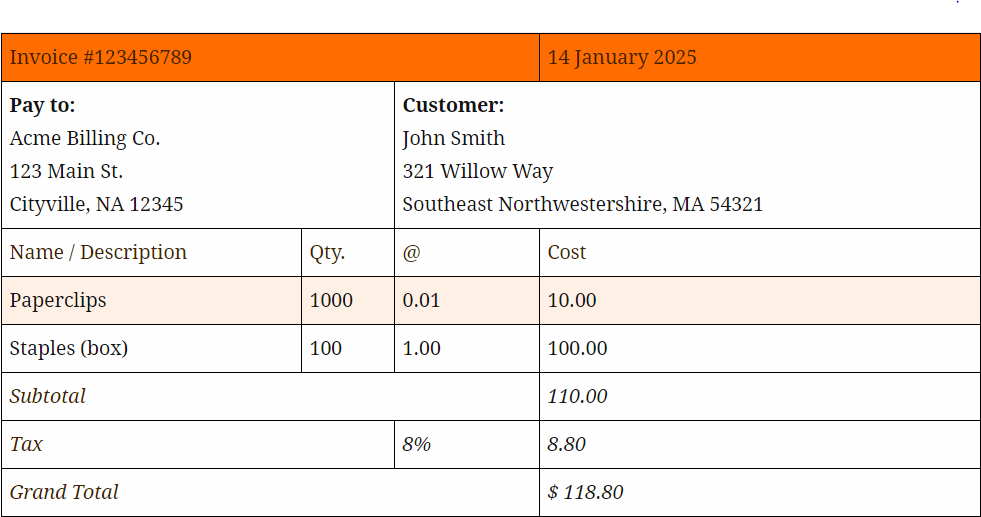 Invoice #123456789 14 January 2025
Pay to:
Acme Billing Co.
123 Main St.
Cityville, NA 12345
Customer:
John Smith
321 Willow Way
Southeast Northwestershire, MA 54321
Name / Description Qty. @ Cost
Paperclips 1000 0.01 10.00
Staples (box) 100 1.00 100.00
Subtotal 110.00
Tax 8% 8.80
Grand Total $ 118.80